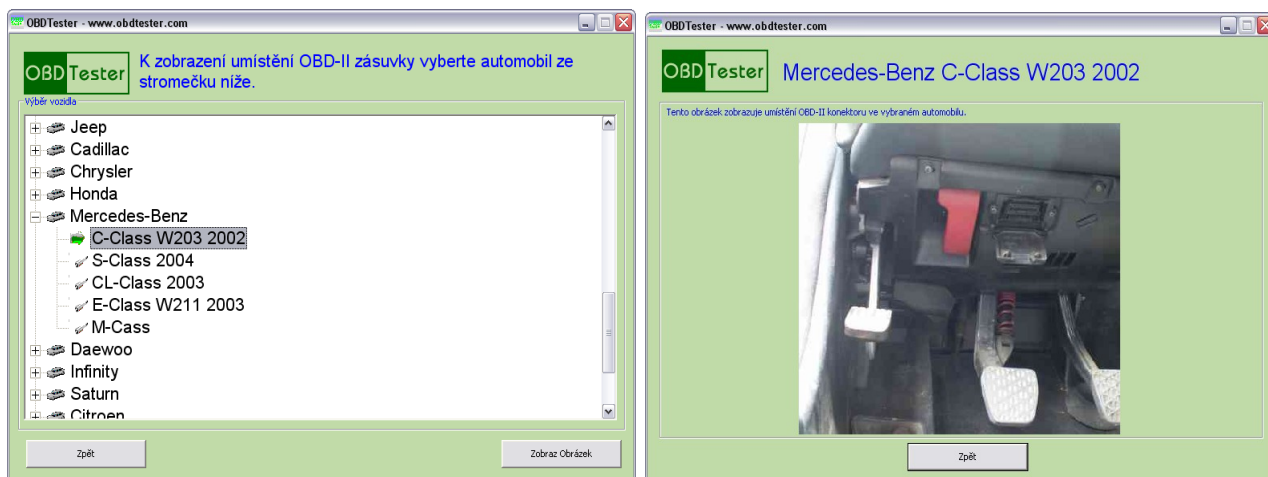 OBDTester - www.obdtester.com
OBD Tester
K zobrazení umístění OBD-II zásuvky vyberte automobil ze
stromečku níže.
Výběr vozidla
Jeep
Cadillac
Chrysler
Honda
Mercedes-Benz
C-Class W203 2002
S-Class 2004
CL-Class 2003
E-Class W211 2003
M-Cass
Daewoo
Infinity
Saturn
Citroen
Zpět
Zobraz Obrázek
OBDTester - www.obdtester.com
OBD Tester
Mercedes-Benz C-Class W203 2002
Tento obrázek zobrazuje umístění OBD-II konektoru ve vybraném automobilu.
Zpět